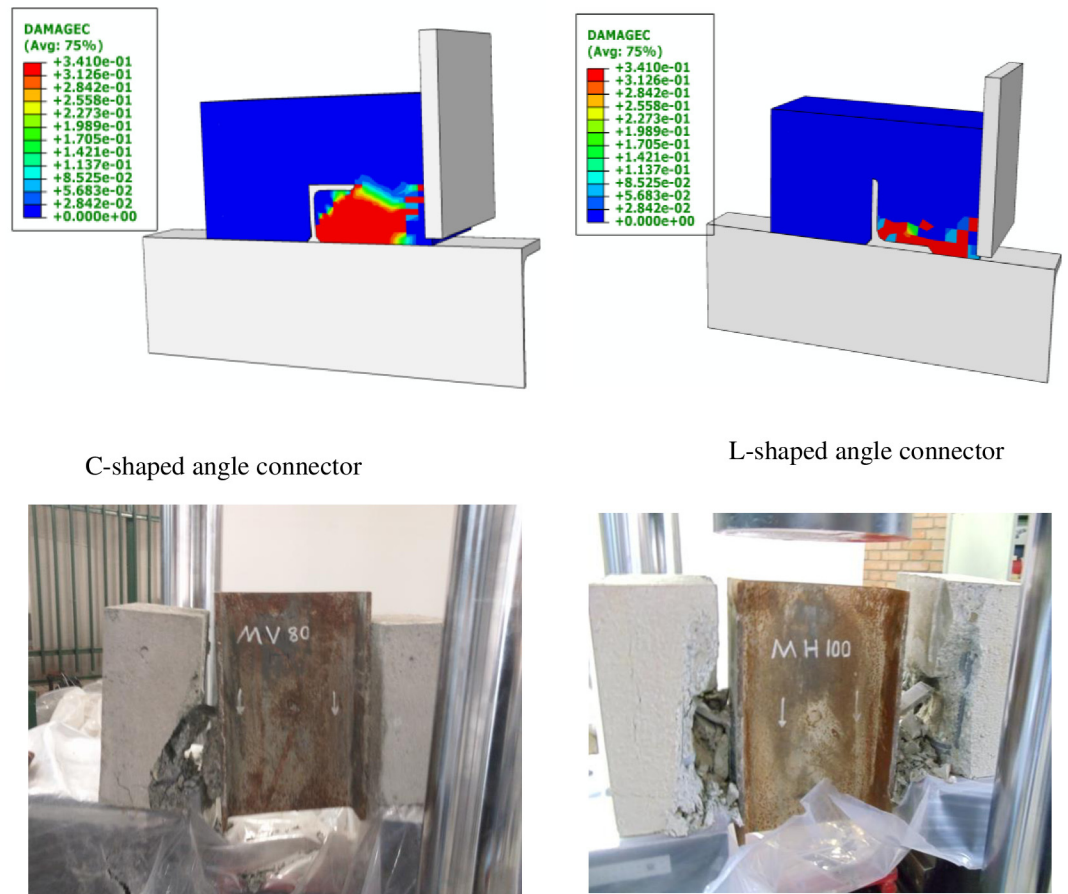 DAMAGEC
(Avg: 75%)
+3.410e-01
+3.126e-01
+2.842e-01
+2.558e-01
+2.273e-01
+1.989e-01
+1.705e-01
+1.421e-01
+1.137e-01
+8.525e-02
+5.683e-02
+2.842e-02
+0.000e+00
DAMAGEC
(Avg: 75%)
+3.410e-01
+3.126e-01
+2.842e-01
+2.558e-01
+2.273e-01
+1.989e-01
+1.705e-01
+1.421e-01
+1.137e-01
+8.525e-02
+5.683e-02
+2.842e-02
+0.000e+00
C-shaped angle connector
L-shaped angle connector
MV 80
MH 100